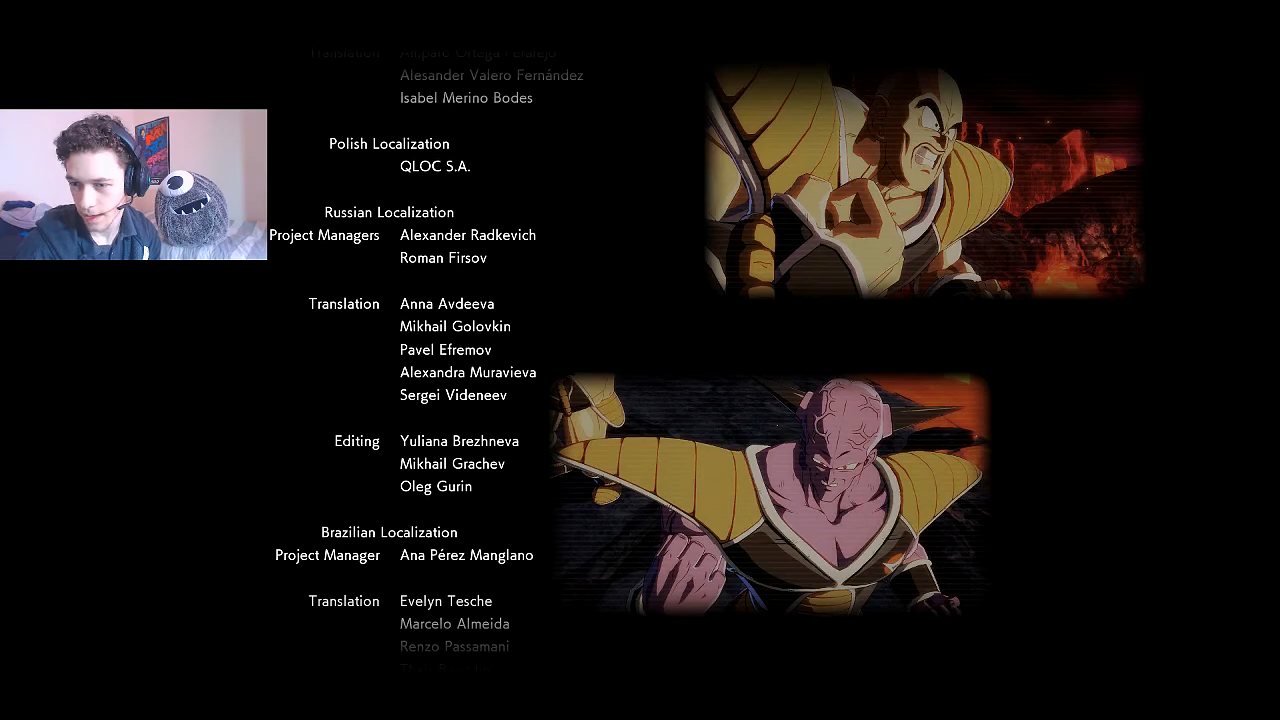 Translation
Alesander Valero Fernández
Isabel Merino Bodes
Polish Localization
QLOC S.A.
Russian Localization
Project Managers Alexander Radkevich
Roman Firsov
Translation Anna Avdeeva
Mikhail Golovkin
Pavel Efremov
Alexandra Muravieva
Sergei Videneev
Editing Yuliana Brezhneva
Mikhail Grachev
Oleg Gurin
Brazilian Localization
Project Manager Ana Pérez Manglano
Translation Evelyn Tesche
Marcelo Almeida
Renzo Passamani